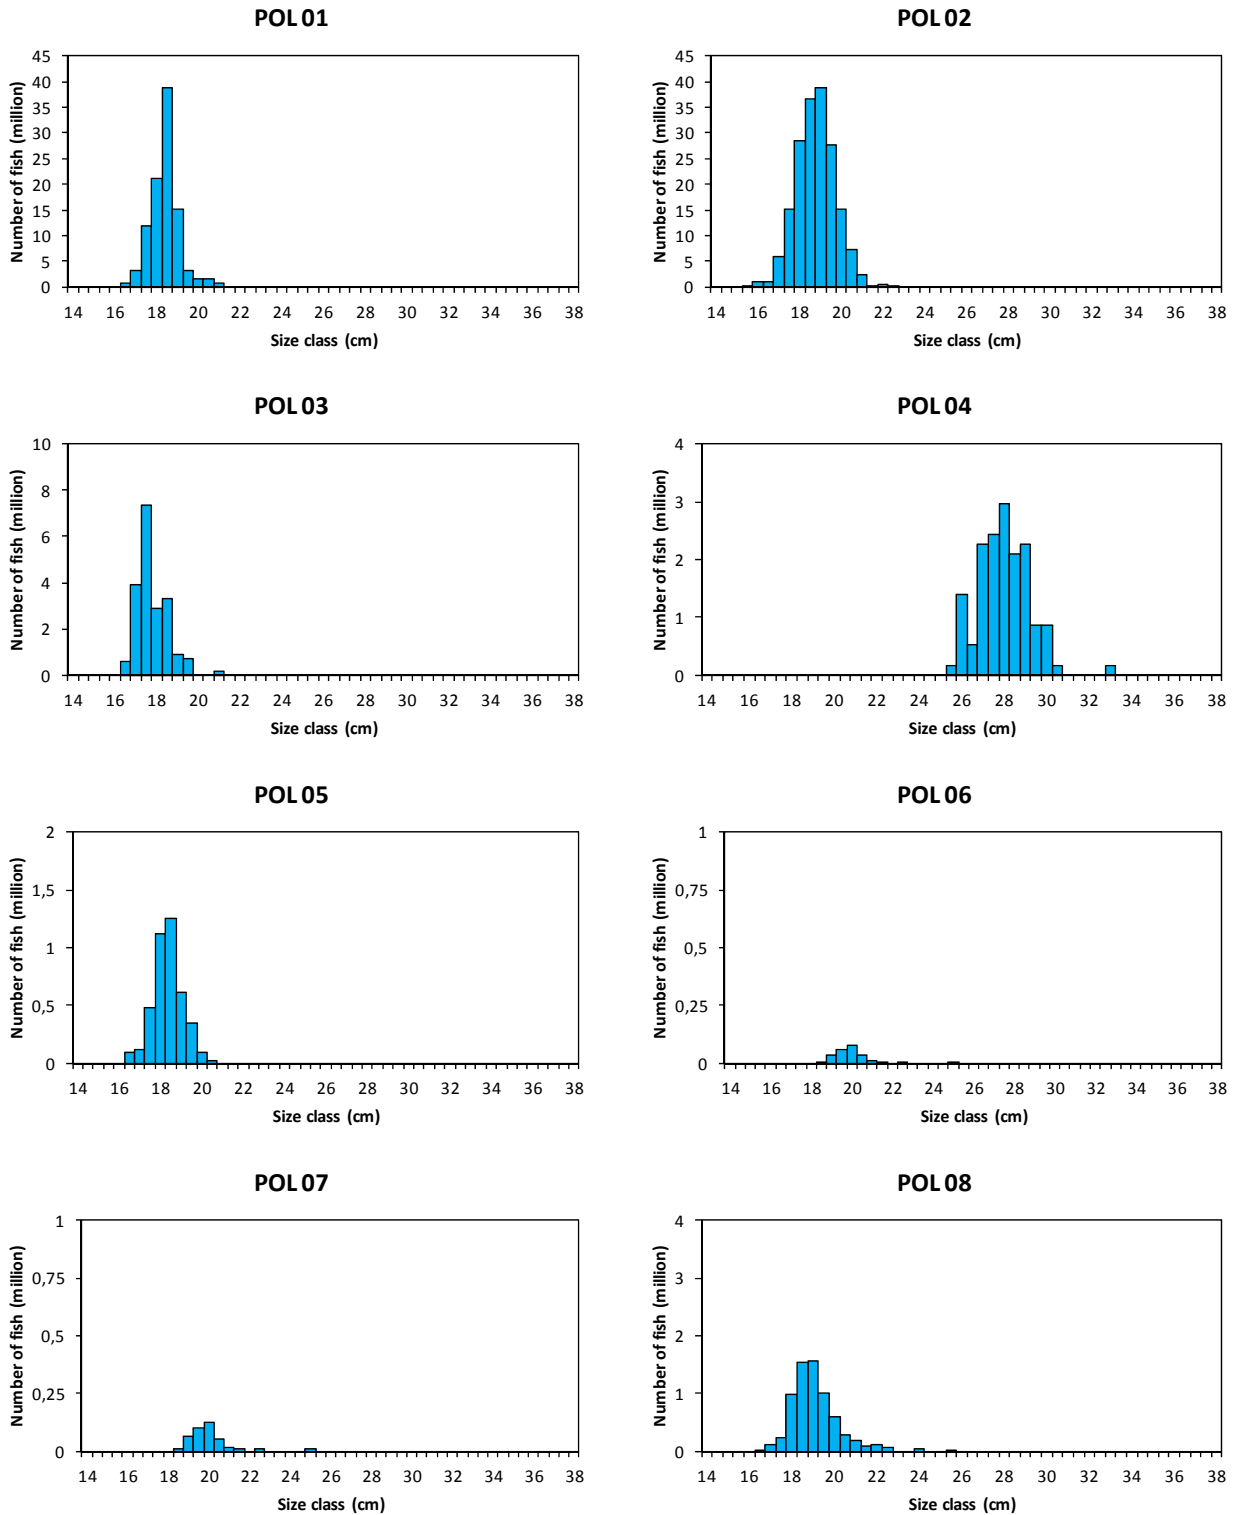 POL 01
45
40
35
30
25
20
15
10
5
0
Number of fish (million)
14 16 18 20 22 24 26 28 30 32 34 36 38
Size class (cm)
POL 02
45
40
35
30
25
20
15
10
5
0
Number of fish (million)
14 16 18 20 22 24 26 28 30 32 34 36 38
Size class (cm)
POL 03
10
8
6
4
2
0
Number of fish (million)
14 16 18 20 22 24 26 28 30 32 34 36 38
Size class (cm)
POL 04
4
3
2
1
0
Number of fish (million)
14 16 18 20 22 24 26 28 30 32 34 36 38
Size class (cm)
POL 05
2
1,5
1
0,5
0
Number of fish (million)
14 16 18 20 22 24 26 28 30 32 34 36 38
Size class (cm)
POL 06
1
0,75
0,5
0,25
0
Number of fish (million)
14 16 18 20 22 24 26 28 30 32 34 36 38
Size class (cm)
POL 07
1
0,75
0,5
0,25
0
Number of fish (million)
14 16 18 20 22 24 26 28 30 32 34 36 38
Size class (cm)
POL 08
4
3
2
1
0
Number of fish (million)
14 16 18 20 22 24 26 28 30 32 34 36 38
Size class (cm)